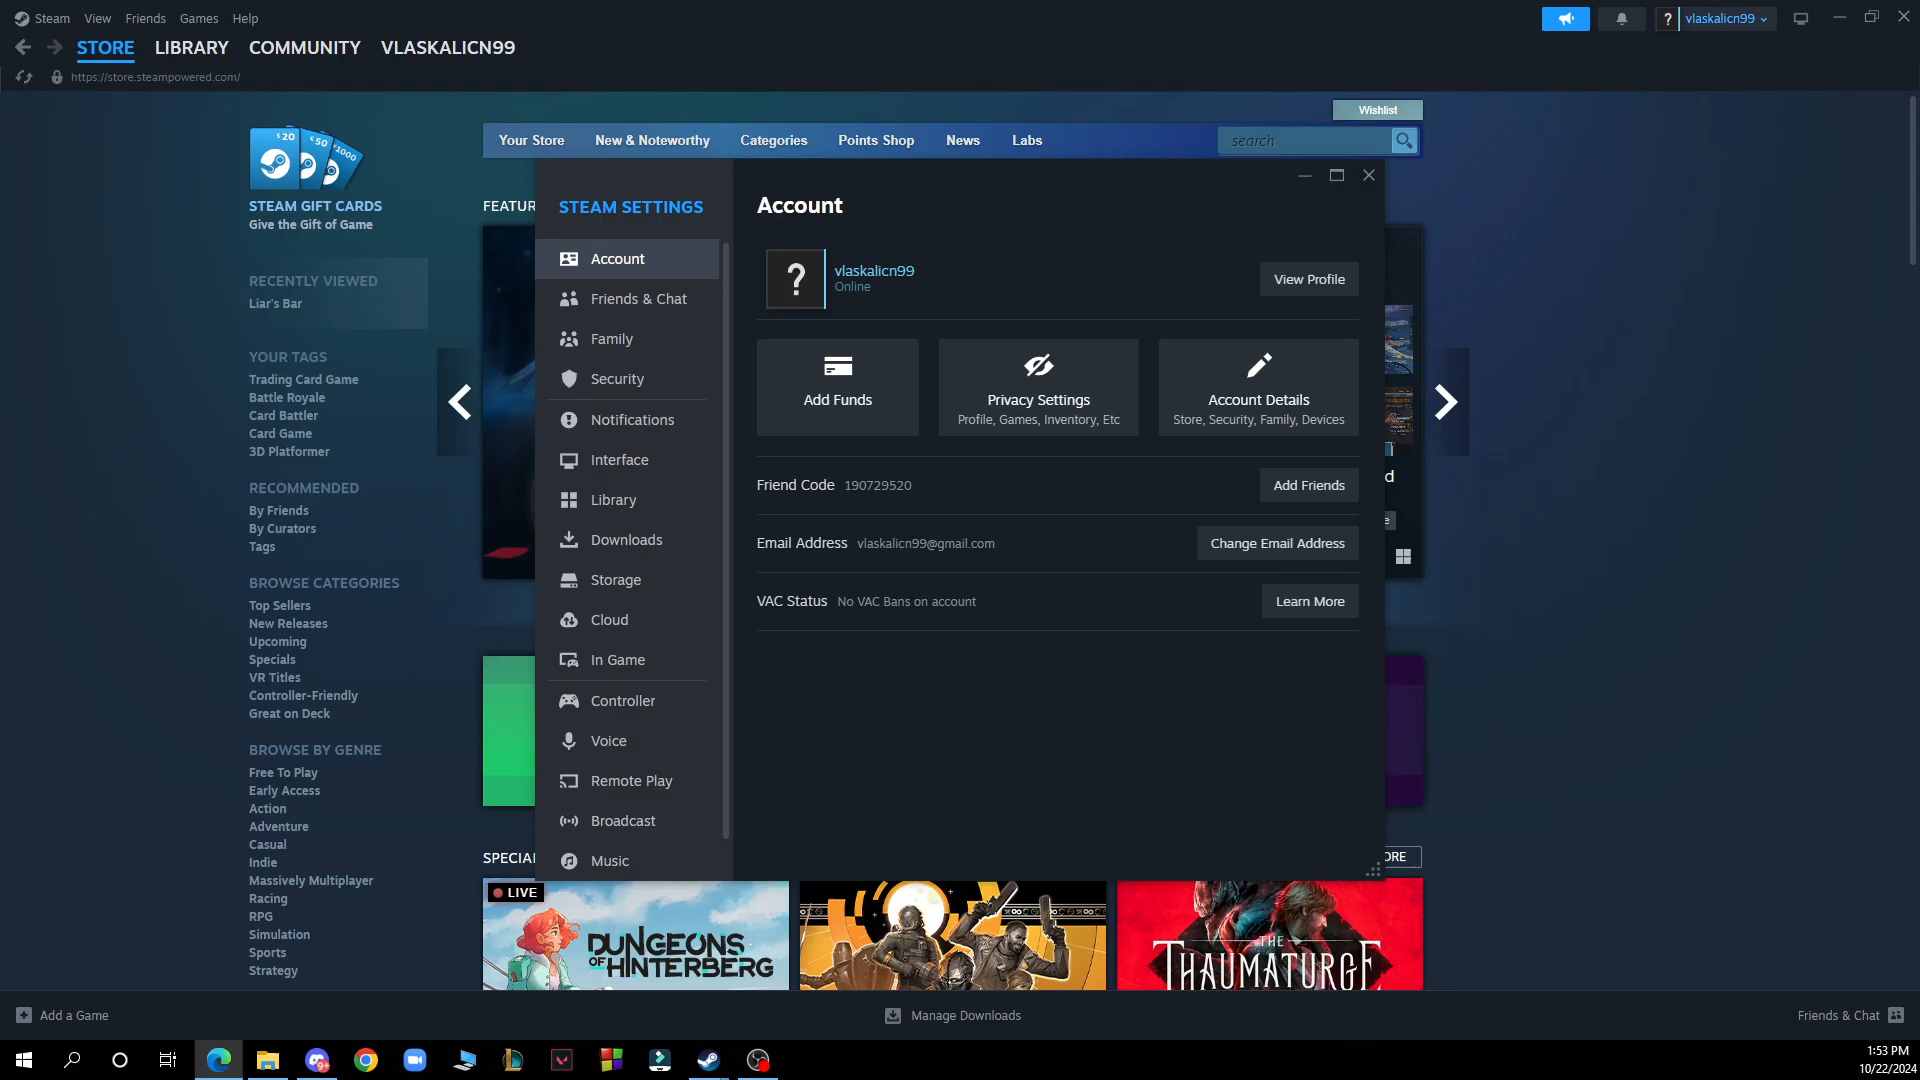 Steam View Friends Games Help
vlaskalicn99
STORE LIBRARY COMMUNITY VLASKALICN99
https://store.steampowered.com/
Wishlist
Your Store New & Noteworthy Categories Points Shop News Labs search
$20 €50 ¥1000
STEAM GIFT CARDS
Give the Gift of Game
RECENTLY VIEWED
Liar's Bar
YOUR TAGS
Trading Card Game
Battle Royale
Card Battler
Card Game
3D Platformer
RECOMMENDED
By Friends
By Curators
Tags
BROWSE CATEGORIES
Top Sellers
New Releases
Upcoming
Specials
VR Titles
Controller-Friendly
Great on Deck
BROWSE BY GENRE
Free To Play
Early Access
Action
Adventure
Casual
Indie
Massively Multiplayer
Racing
RPG
Simulation
Sports
Strategy
FEATUR
STEAM SETTINGS
Account
Friends & Chat
Family
Security
Notifications
Interface
Library
Downloads
Storage
Cloud
In Game
Controller
Voice
Remote Play
Broadcast
Music
Account
?
vlaskalicn99
Online
View Profile
Add Funds
Privacy Settings
Profile, Games, Inventory, Etc
Account Details
Store, Security, Family, Devices
Friend Code 190729520 Add Friends
Email Address vlaskalicn99@gmail.com Change Email Address
VAC Status No VAC Bans on account Learn More
d
e
SPECIA
ORE
LIVE
DUNGEONS
OF HINTERBERG
THE
THAUMATURGE
Add a Game
Manage Downloads
Friends & Chat
9+
1:53 PM
10/22/2024